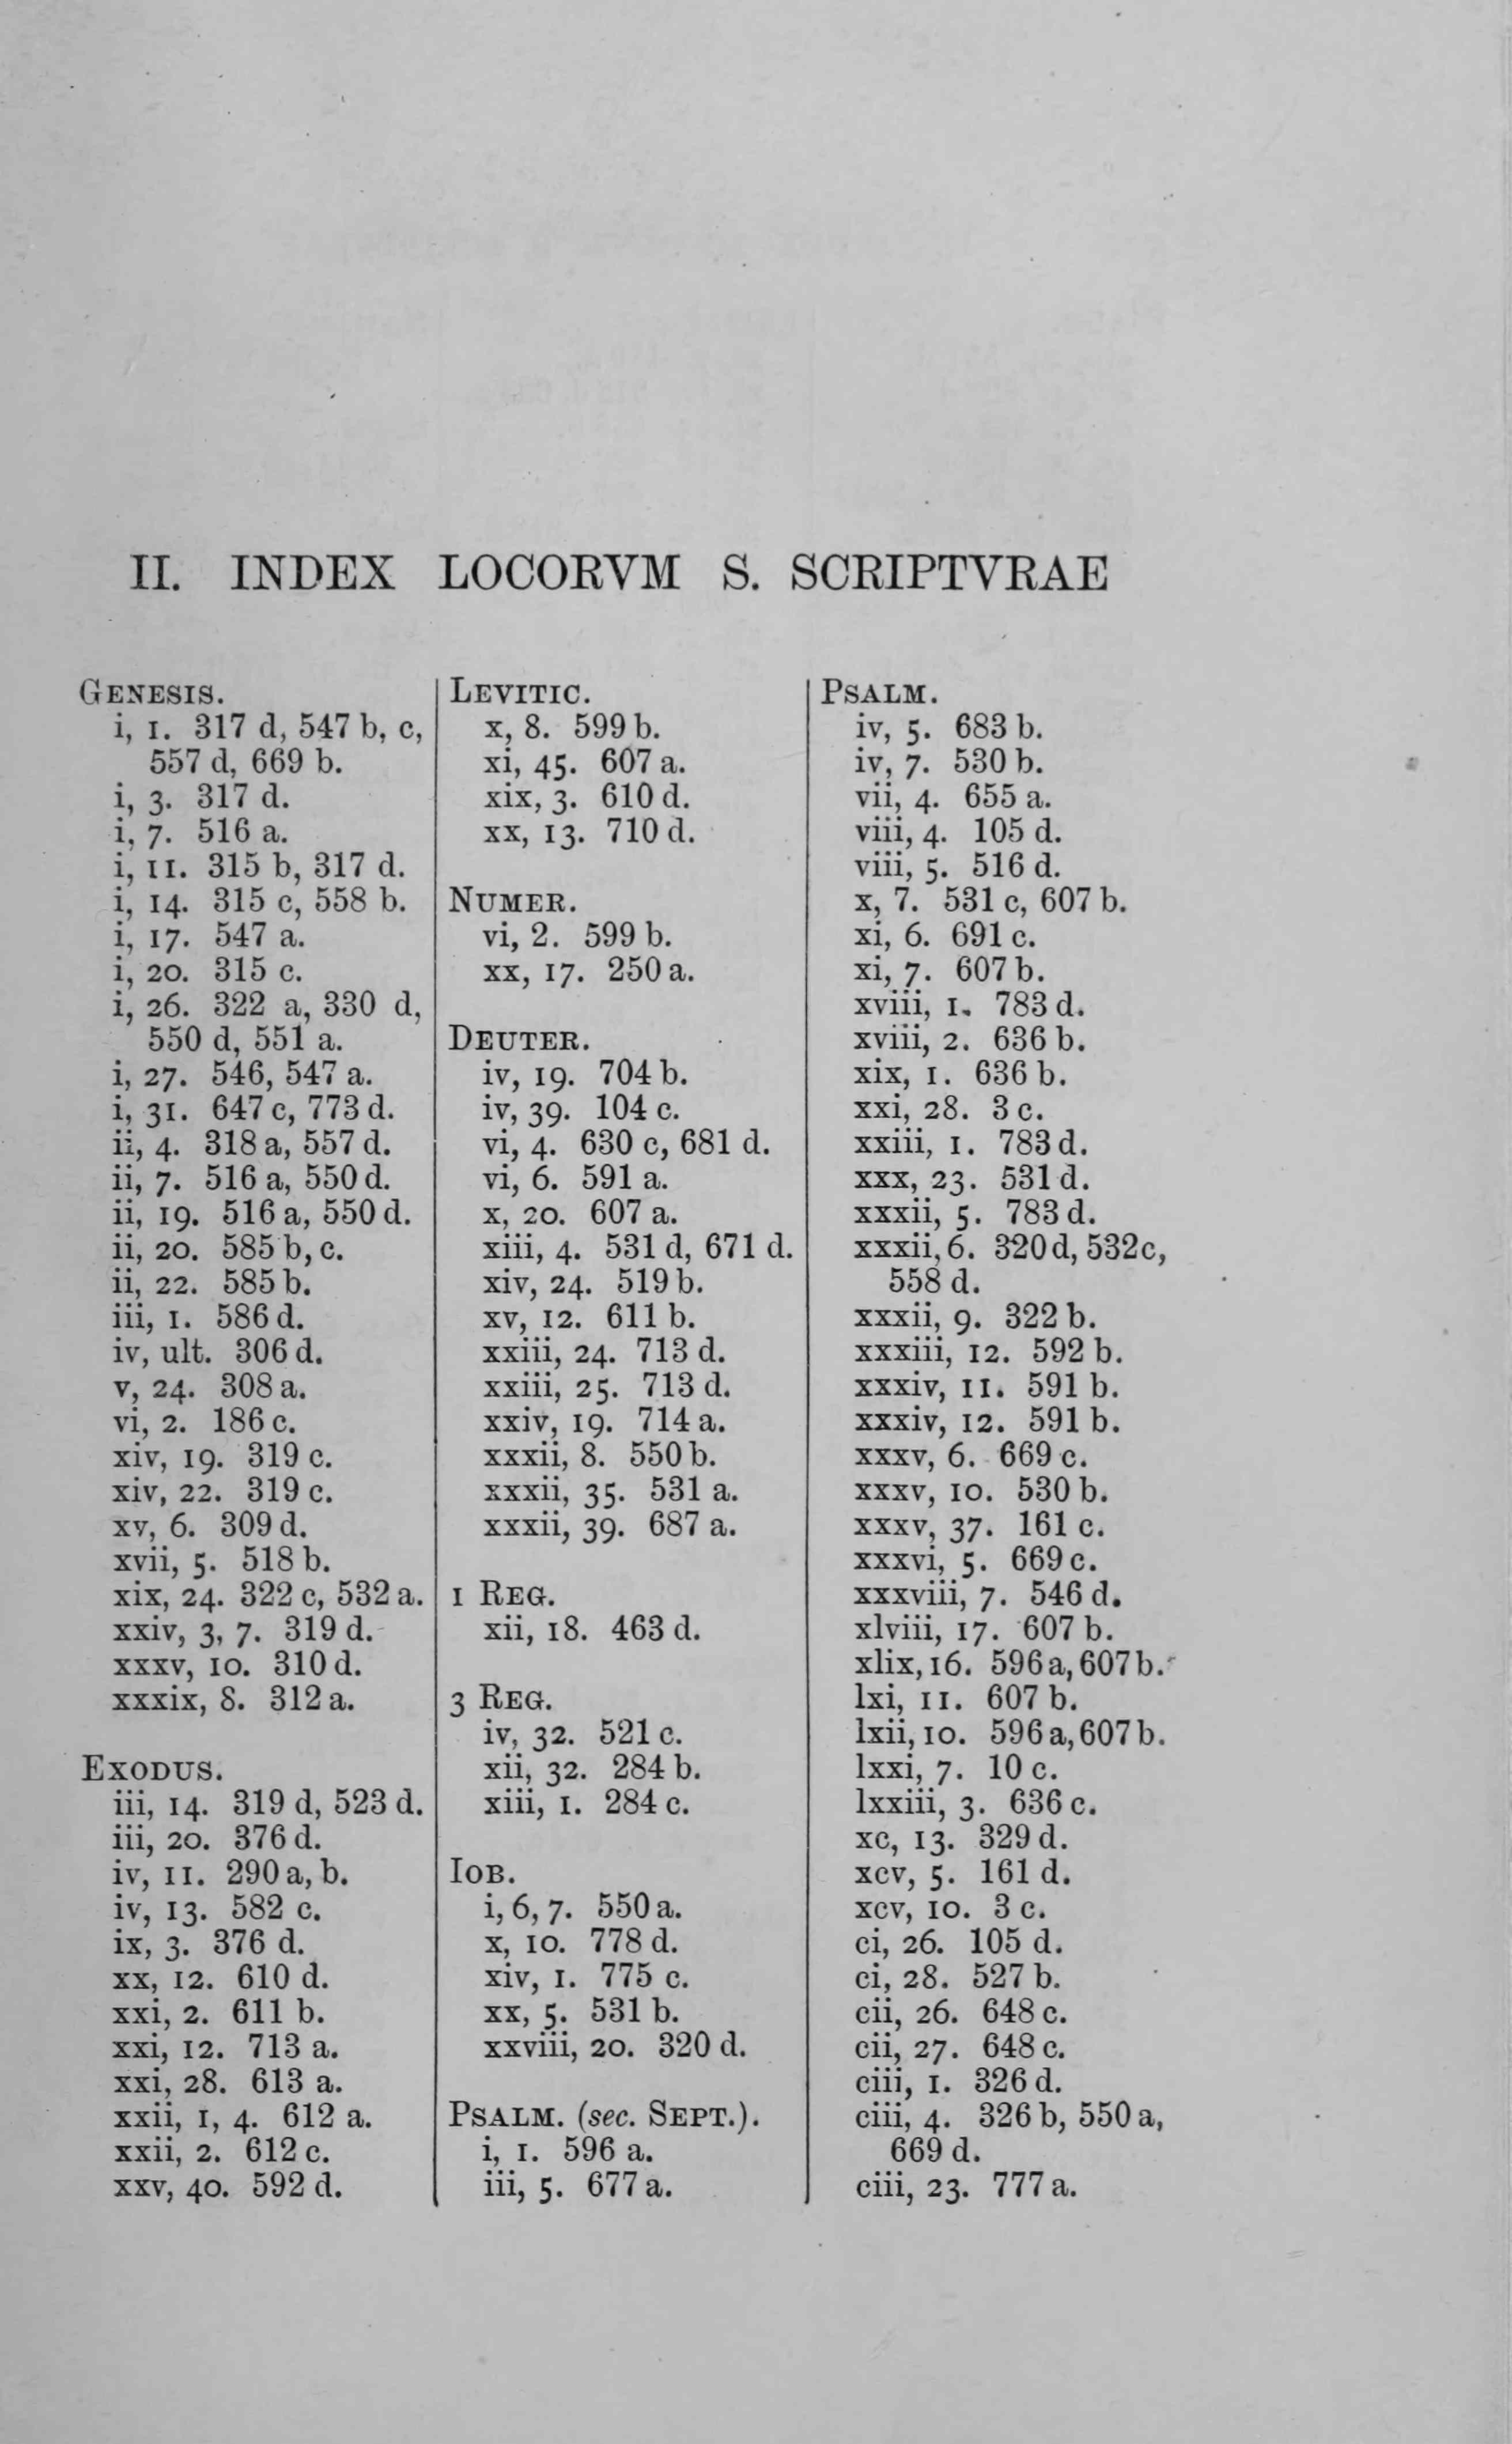 II. INDEX LOCORVM S. SCRIPTVRAE
GENESIS.
i, 1. 317 d, 547 b, c,
557 d, 669 b.
i, 3. 317 d.
i, 7. 516 a.
i, 11. 315 b, 317 d.
i, 14. 315 c, 558 b.
i, 17. 547 a.
i, 20. 315 c.
i, 26. 322 a, 330 d,
550 d, 551 a.
i, 27. 546, 547 a.
i, 31. 647 c, 773 d.
ii, 4. 318 a, 557 d.
ii, 7. 516 a, 550 d.
ii, 19. 516 a, 550 d.
ii, 20. 585 b, c.
ii, 22. 585 b.
iii, 1. 586 d.
iv, ult. 306 d.
v, 24. 308 a.
vi, 2. 186 c.
xiv, 19. 319 c.
xiv, 22. 319 c.
xv, 6. 309 d.
xvii, 5. 518 b.
xix, 24. 322 c, 532 a.
xxiv, 3, 7. 319 d.
xxxv, 10. 310 d.
xxxix, 8. 312 a.
EXODUS.
iii, 14. 319 d, 523 d.
iii, 20. 376 d.
iv, 11. 290 a, b.
iv, 13. 582 c.
ix, 3. 376 d.
xx, 12. 610 d.
xxi, 2. 611 b.
xxi, 12. 713 a.
xxi, 28. 613 a.
xxii, 1, 4. 612 a.
xxii, 2. 612 c.
xxv, 40. 592 d.
LEVITIC.
x, 8. 599 b.
xi, 45. 607 a.
xix, 3. 610 d.
xx, 13. 710 d.
NUMER.
vi, 2. 599 b.
xx, 17. 250 a.
DEUTER.
iv, 19. 704 b.
iv, 39. 104 c.
vi, 4. 630 c, 681 d.
vi, 6. 591 a.
x, 20. 607 a.
xiii, 4. 531 d, 671 d.
xiv, 24. 519 b.
xv, 12. 611 b.
xxiii, 24. 713 d.
xxiii, 25. 713 d.
xxiv, 19. 714 a.
xxxii, 8. 550 b.
xxxii, 35. 531 a.
xxxii, 39. 687 a.
1 REG.
xii, 18. 463 d.
3 REG.
iv, 32. 521 c.
xii, 32. 284 b.
xiii, 1. 284 c.
IOB.
i, 6, 7. 550 a.
x, 10. 778 d.
xiv, 1. 775 c.
xx, 5. 531 b.
xxviii, 20. 320 d.
PSALM. (sec. SEPT.).
i, 1. 596 a.
iii, 5. 677 a.
PSALM.
iv, 5. 683 b.
iv, 7. 530 b.
vii, 4. 655 a.
viii, 4. 105 d.
viii, 5. 516 d.
x, 7. 531 c, 607 b.
xi, 6. 691 c.
xi, 7. 607 b.
xviii, 1. 783 d.
xviii, 2. 636 b.
xix, 1. 636 b.
xxi, 28. 3 c.
xxiii, 1. 783 d.
xxx, 23. 531 d.
xxxii, 5. 783 d.
xxxii, 6. 320 d, 532 c,
558 d.
xxxii, 9. 322 b.
xxxiii, 12. 592 b.
xxxiv, 11. 591 b.
xxxiv, 12. 591 b.
xxxv, 6. 669 c.
xxxv, 10. 530 b.
xxxv, 37. 161 c.
xxxvi, 5. 669 c.
xxxviii, 7. 546 d.
xlviii, 17. 607 b.
xlix, 16. 596 a, 607 b.
lxi, 11. 607 b.
lxii, 10. 596 a, 607 b.
lxxi, 7. 10 c.
lxxiii, 3. 636 c.
xc, 13. 329 d.
xcv, 5. 161 d.
xcv, 10. 3 c.
ci, 26. 105 d.
ci, 28. 527 b.
cii, 26. 648 c.
cii, 27. 648 c.
ciii, 1. 326 d.
ciii, 4. 326 b, 550 a,
669 d.
ciii, 23. 777 a.